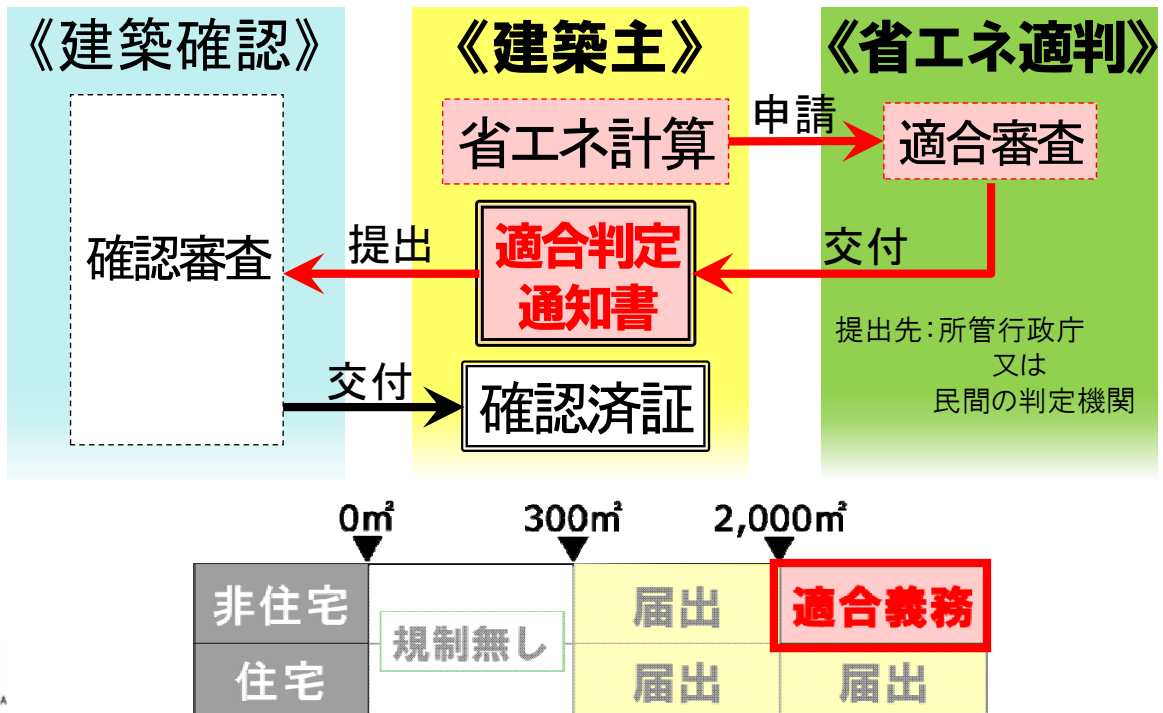 《建築確認》
《建築主》
《省エネ適判》
省エネ計算
申請
適合審査
確認審査
提出
適合判定
通知書
交付
提出先：所管行政庁
又は
民間の判定機関
交付
確認済証
0㎡
300㎡
2,000㎡
非住宅
規制無し
届出
適合義務
住宅
届出
届出
A